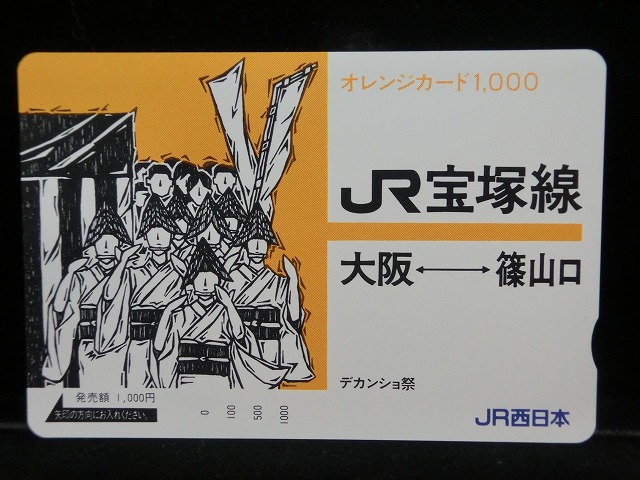 オレンジカード1,000
JR宝塚線
大阪←→篠山口
デカンショ祭
発売額 1,000円
矢印の方向にお入れください。
0 100 500 1000
JR西日本